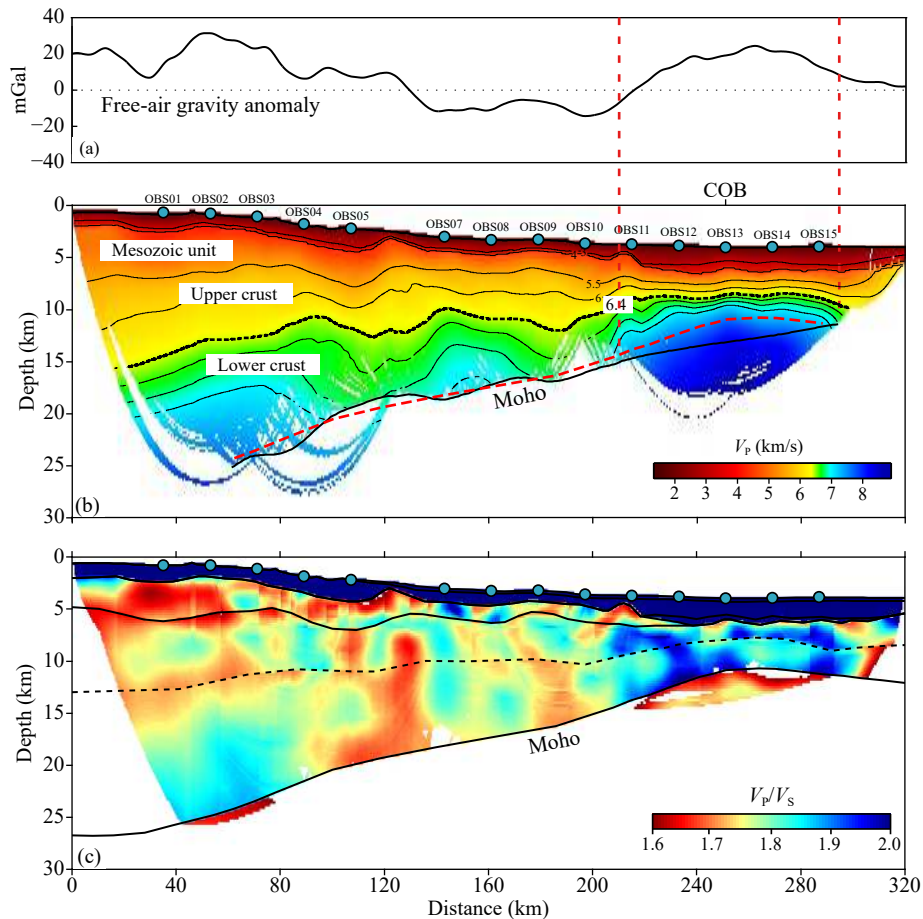 40
20
0
−20
−40
mGal
Free-air gravity anomaly
(a)
COB
0
5
10
15
20
25
30
Depth (km)
OBS01 OBS02 OBS03 OBS04 OBS05 OBS07 OBS08 OBS09 OBS10 OBS11 OBS12 OBS13 OBS14 OBS15
Mesozoic unit
Upper crust
5.5
6
6.4
Lower crust
Moho
V_P (km/s)
2 3 4 5 6 7 8
(b)
0
5
10
15
20
25
30
Depth (km)
Moho
V_P/V_S
1.6 1.7 1.8 1.9 2.0
(c)
0 40 80 120 160 200 240 280 320
Distance (km)